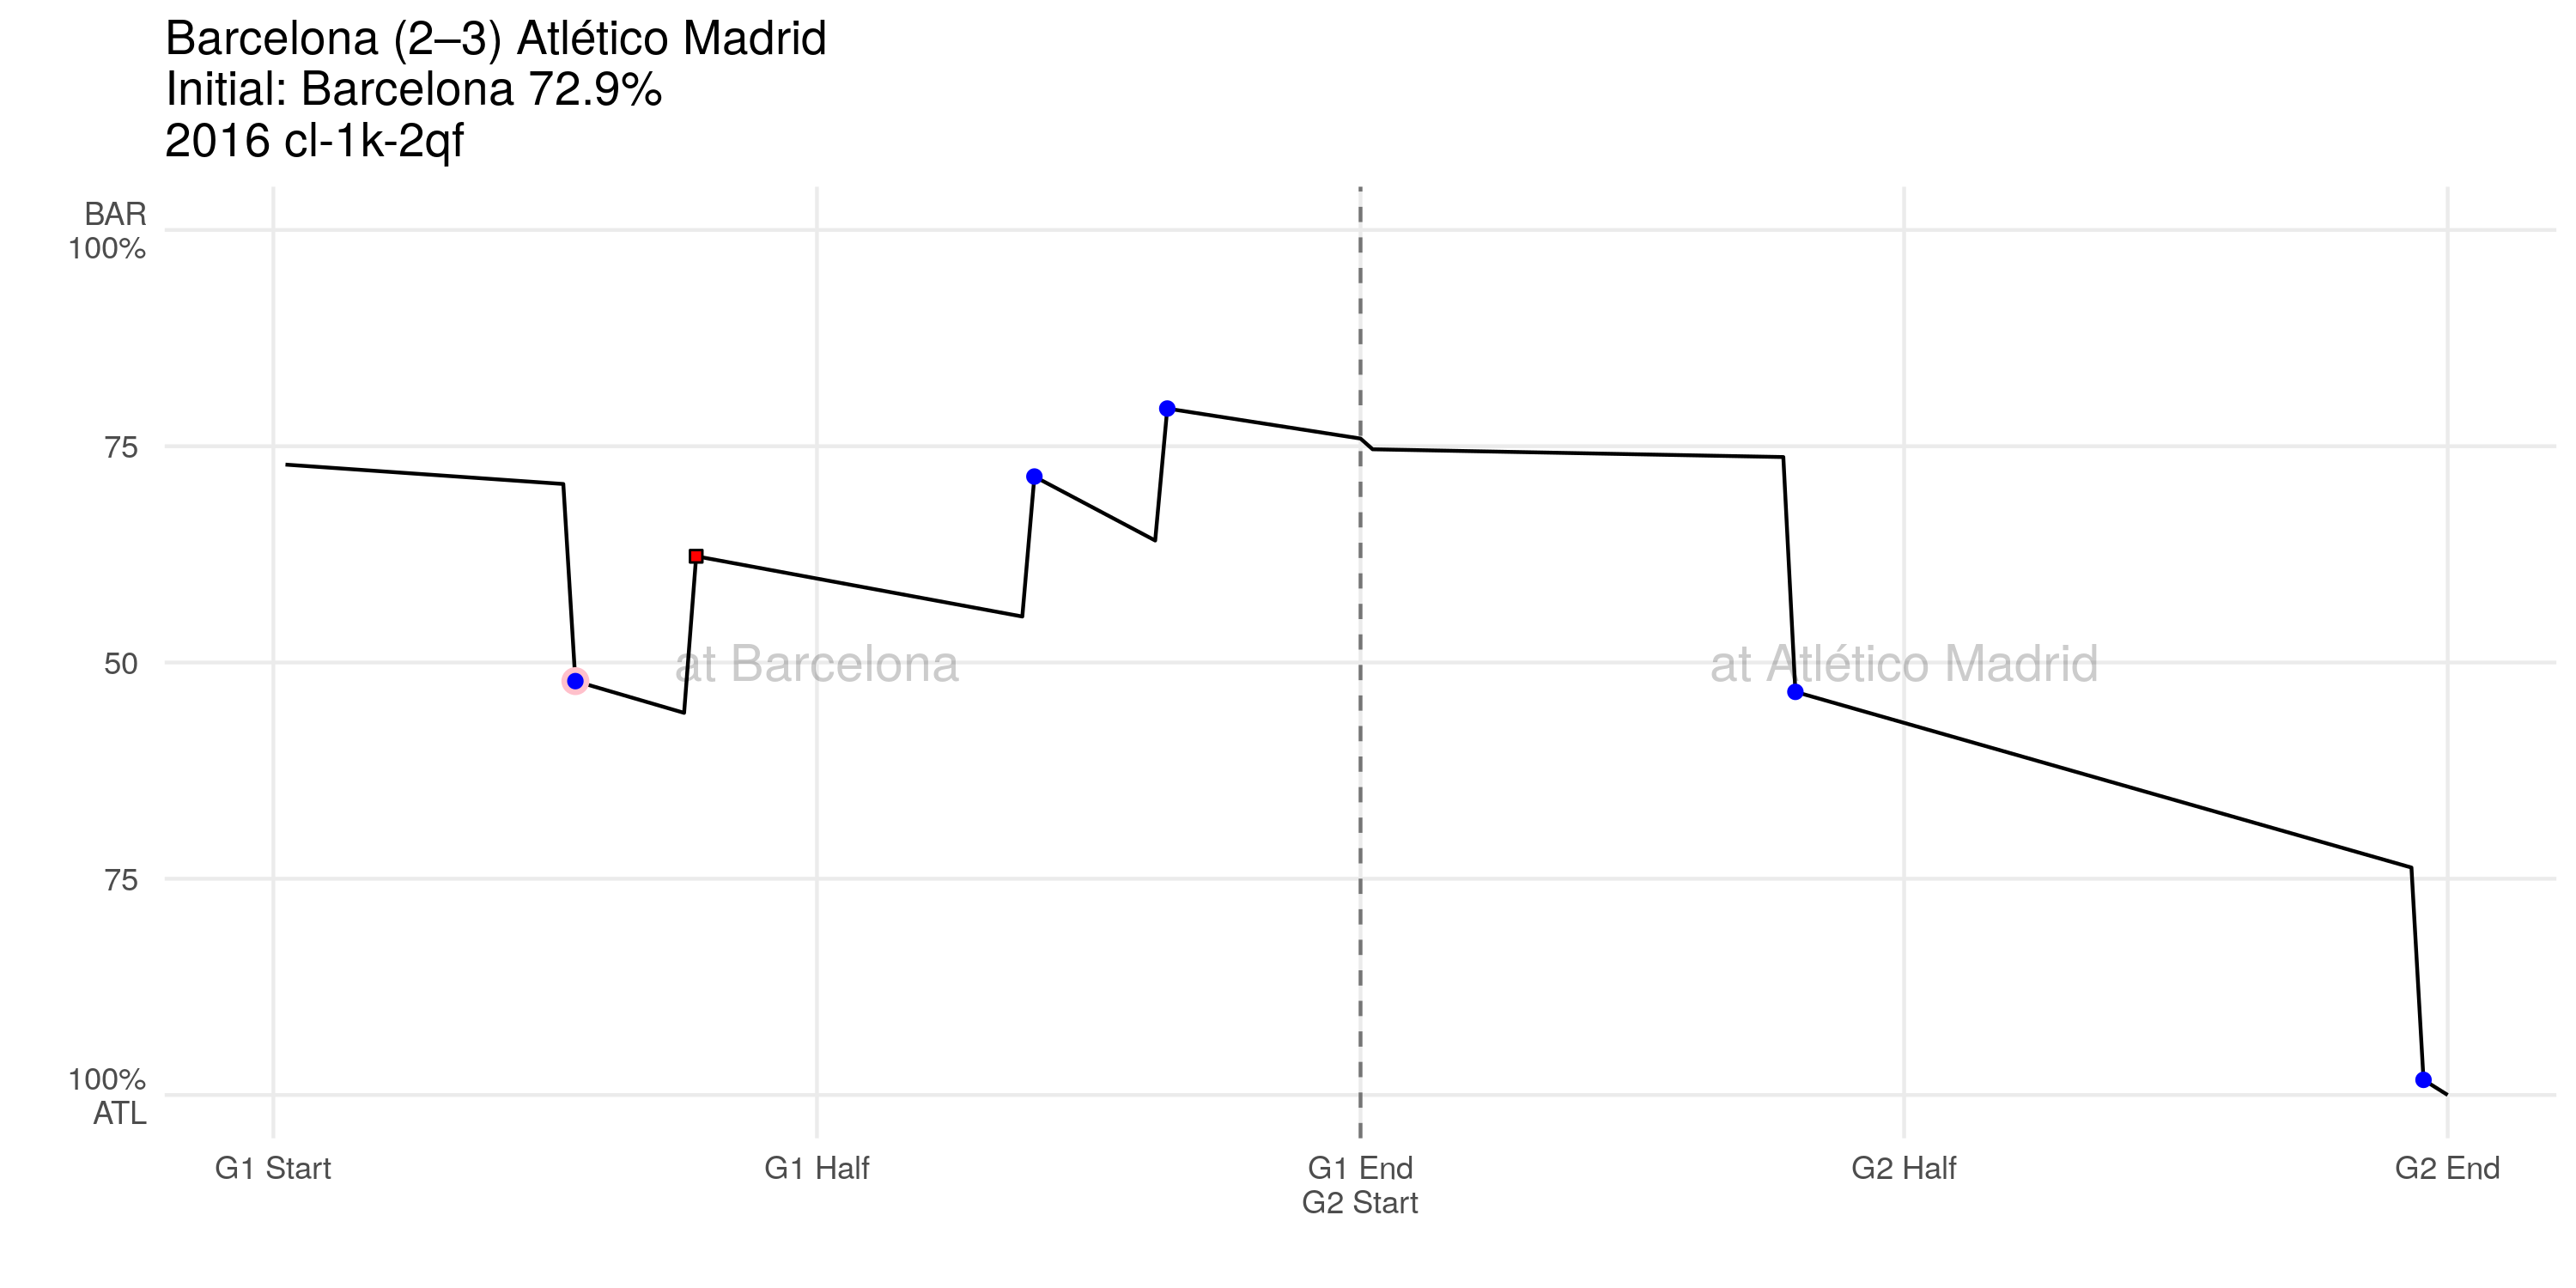 Barcelona (2–3) Atlético Madrid
Initial: Barcelona 72.9%
2016 cl-1k-2qf
BAR
100%
75
50
75
100%
ATL
at Barcelona
at Atlético Madrid
G1 Start
G1 Half
G1 End
G2 Start
G2 Half
G2 End